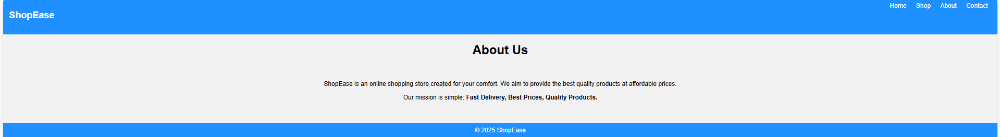 ShopEase
Home Shop About Contact
About Us
ShopEase is an online shopping store created for your comfort. We aim to provide the best quality products at affordable prices.
Our mission is simple: Fast Delivery, Best Prices, Quality Products.
© 2025 ShopEase